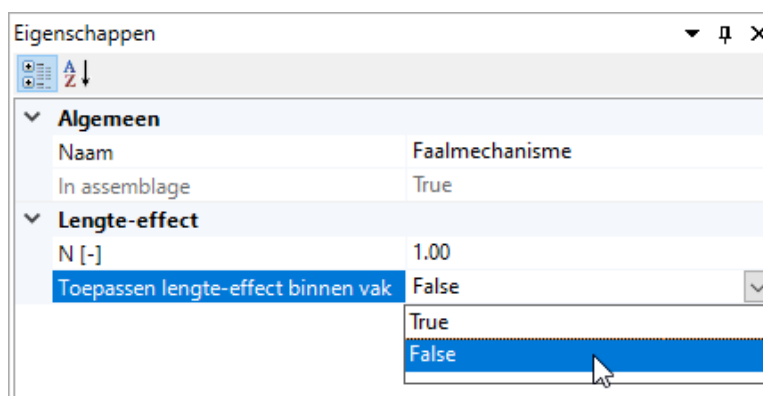 Eigenschappen
A
Z
Algemeen
Naam Faalmechanisme
In assemblage True
Lengte-effect
N [-] 1.00
Toepassen lengte-effect binnen vak False
True
False